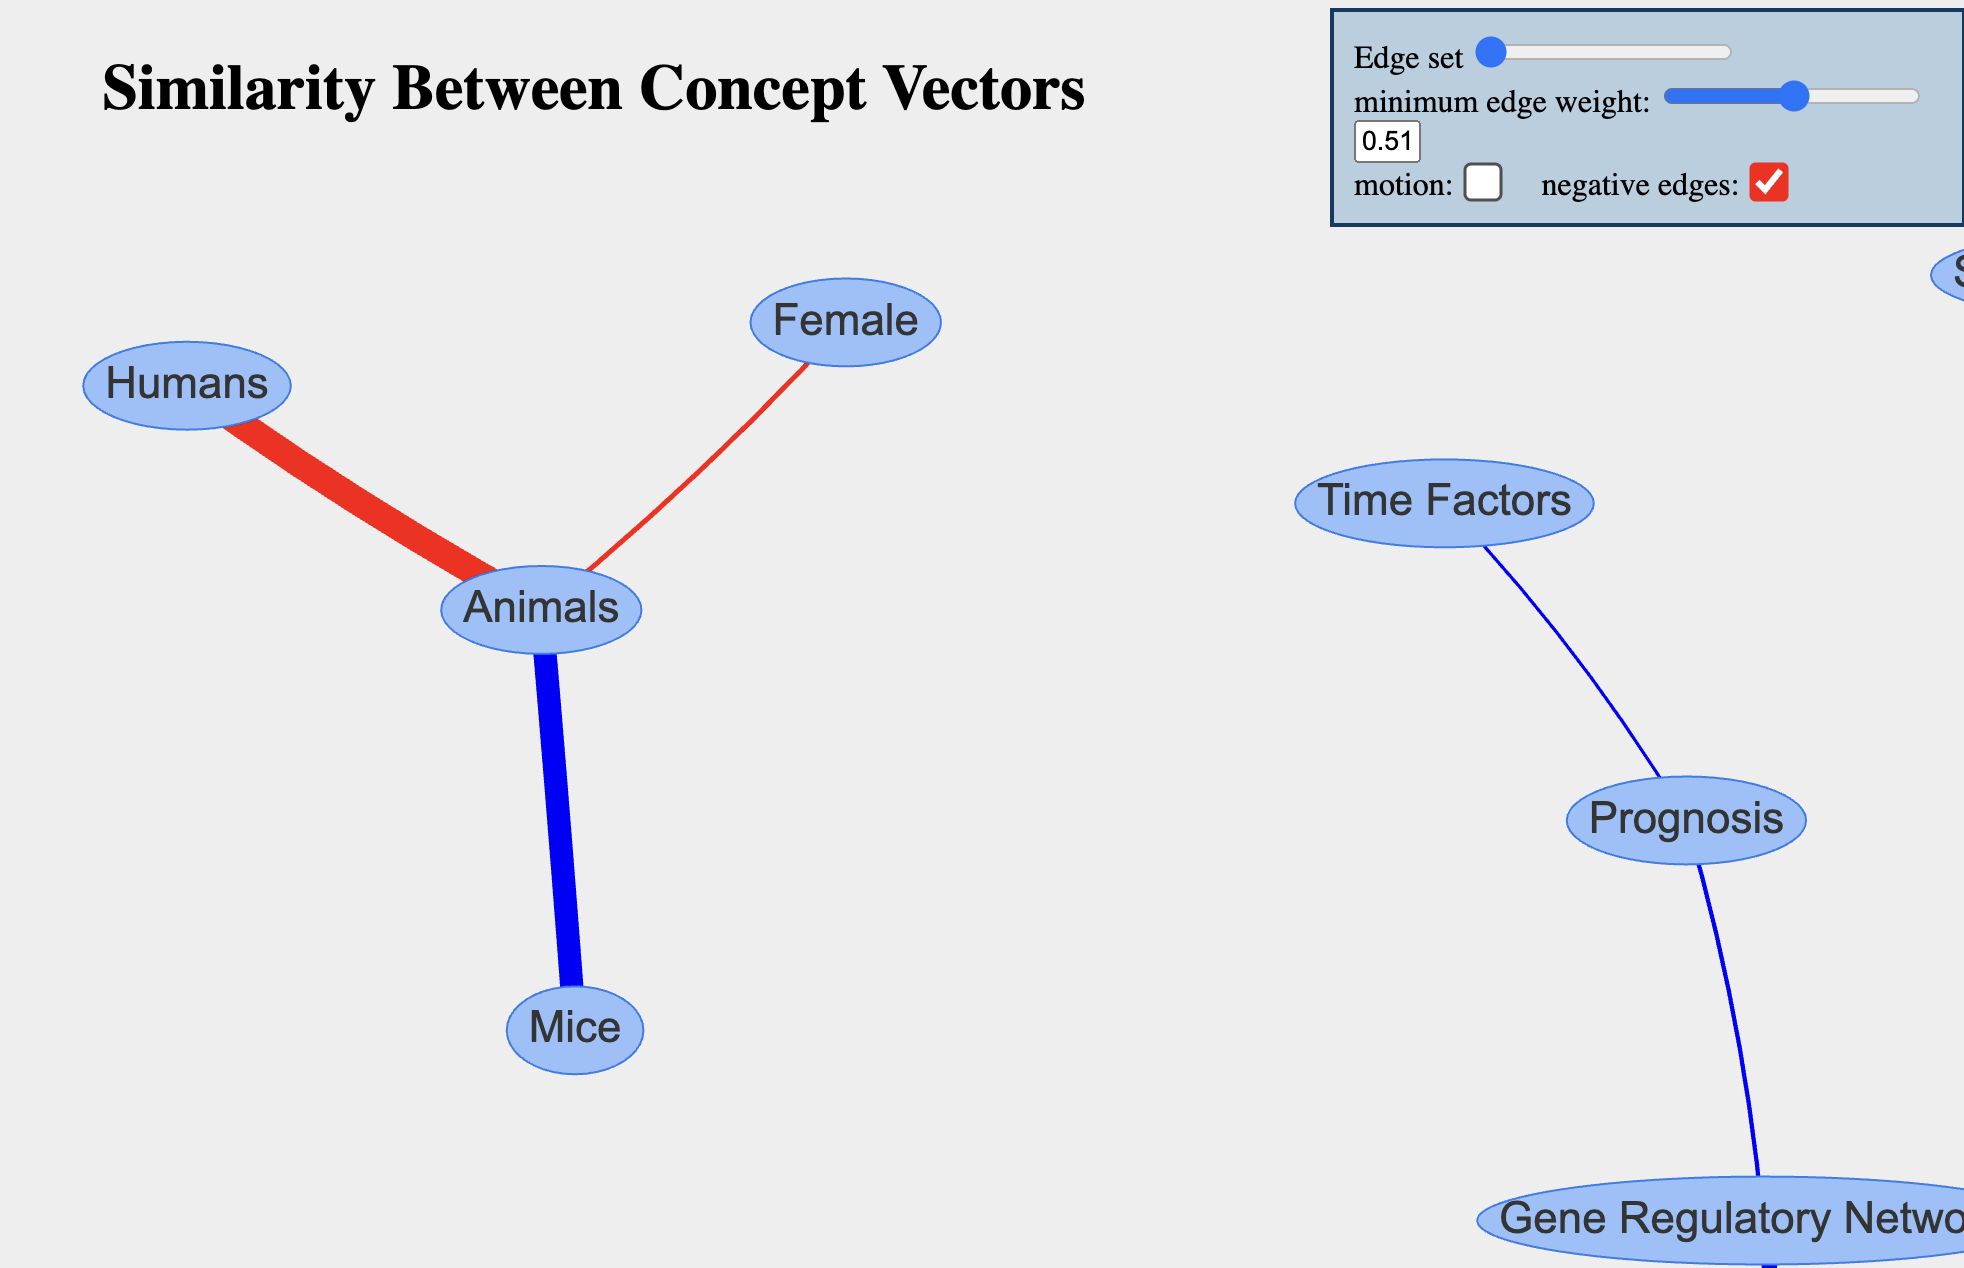 Similarity Between Concept Vectors
Edge set
minimum edge weight:
0.51
motion: negative edges:
Female
Humans
Time Factors
Animals
Prognosis
Mice
Gene Regulatory